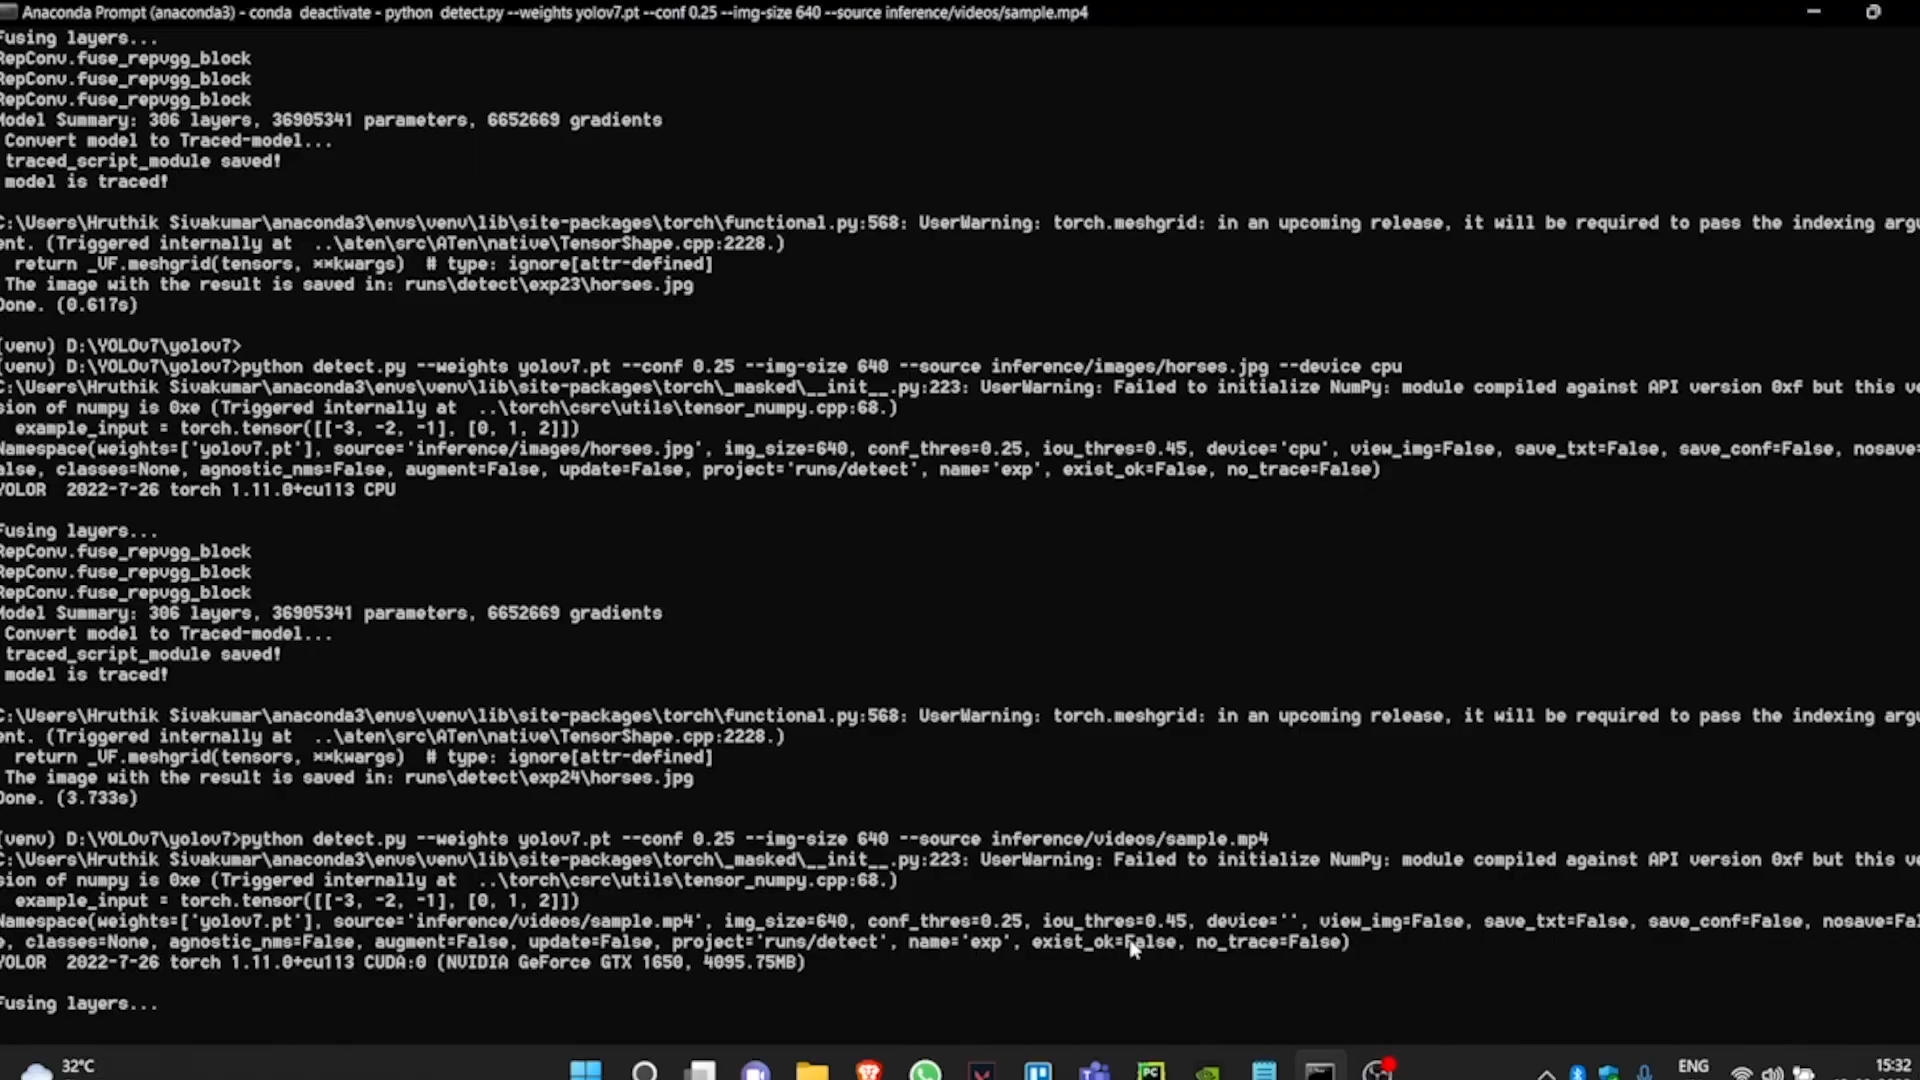 Anaconda Prompt (anaconda3) - conda deactivate - python detect.py --weights yolov7.pt --conf 0.25 --img-size 640 --source inference/videos/sample.mp4
Fusing layers...
RepConv.fuse_repvgg_block
RepConv.fuse_repvgg_block
RepConv.fuse_repvgg_block
Model Summary: 306 layers, 36905341 parameters, 6652669 gradients
Convert model to Traced-model...
traced_script_module saved!
model is traced!
C:\Users\Hruthik Sivakumar\anaconda3\envs\venv\lib\site-packages\torch\functional.py:568: UserWarning: torch.meshgrid: in an upcoming release, it will be required to pass the indexing argu
ent. (Triggered internally at  ..\aten\src\ATen\native\TensorShape.cpp:2228.)
return _VF.meshgrid(tensors, **kwargs)  # type: ignore[attr-defined]
The image with the result is saved in: runs\detect\exp23\horses.jpg
Done. (0.617s)
(venv) D:\YOLOv7\yolov7>
(venv) D:\YOLOv7\yolov7>python detect.py --weights yolov7.pt --conf 0.25 --img-size 640 --source inference/images/horses.jpg --device cpu
C:\Users\Hruthik Sivakumar\anaconda3\envs\venv\lib\site-packages\torch\_masked\__init__.py:223: UserWarning: Failed to initialize NumPy: module compiled against API version 0xf but this ve
sion of numpy is 0xe (Triggered internally at  ..\torch\csrc\utils\tensor_numpy.cpp:68.)
example_input = torch.tensor([[-3, -2, -1], [0, 1, 2]])
Namespace(weights=['yolov7.pt'], source='inference/images/horses.jpg', img_size=640, conf_thres=0.25, iou_thres=0.45, device='cpu', view_img=False, save_txt=False, save_conf=False, nosave=
alse, classes=None, agnostic_nms=False, augment=False, update=False, project='runs/detect', name='exp', exist_ok=False, no_trace=False)
YOLOR  2022-7-26 torch 1.11.0+cu113 CPU
Fusing layers...
RepConv.fuse_repvgg_block
RepConv.fuse_repvgg_block
RepConv.fuse_repvgg_block
Model Summary: 306 layers, 36905341 parameters, 6652669 gradients
Convert model to Traced-model...
traced_script_module saved!
model is traced!
C:\Users\Hruthik Sivakumar\anaconda3\envs\venv\lib\site-packages\torch\functional.py:568: UserWarning: torch.meshgrid: in an upcoming release, it will be required to pass the indexing argu
ent. (Triggered internally at  ..\aten\src\ATen\native\TensorShape.cpp:2228.)
return _VF.meshgrid(tensors, **kwargs)  # type: ignore[attr-defined]
The image with the result is saved in: runs\detect\exp24\horses.jpg
Done. (3.733s)
(venv) D:\YOLOv7\yolov7>python detect.py --weights yolov7.pt --conf 0.25 --img-size 640 --source inference/videos/sample.mp4
C:\Users\Hruthik Sivakumar\anaconda3\envs\venv\lib\site-packages\torch\_masked\__init__.py:223: UserWarning: Failed to initialize NumPy: module compiled against API version 0xf but this ve
sion of numpy is 0xe (Triggered internally at  ..\torch\csrc\utils\tensor_numpy.cpp:68.)
example_input = torch.tensor([[-3, -2, -1], [0, 1, 2]])
Namespace(weights=['yolov7.pt'], source='inference/videos/sample.mp4', img_size=640, conf_thres=0.25, iou_thres=0.45, device='', view_img=False, save_txt=False, save_conf=False, nosave=Fal
e, classes=None, agnostic_nms=False, augment=False, update=False, project='runs/detect', name='exp', exist_ok=False, no_trace=False)
YOLOR  2022-7-26 torch 1.11.0+cu113 CUDA:0 (NVIDIA GeForce GTX 1650, 4095.75MB)
Fusing layers...
32°C
PC
ENG
15:32